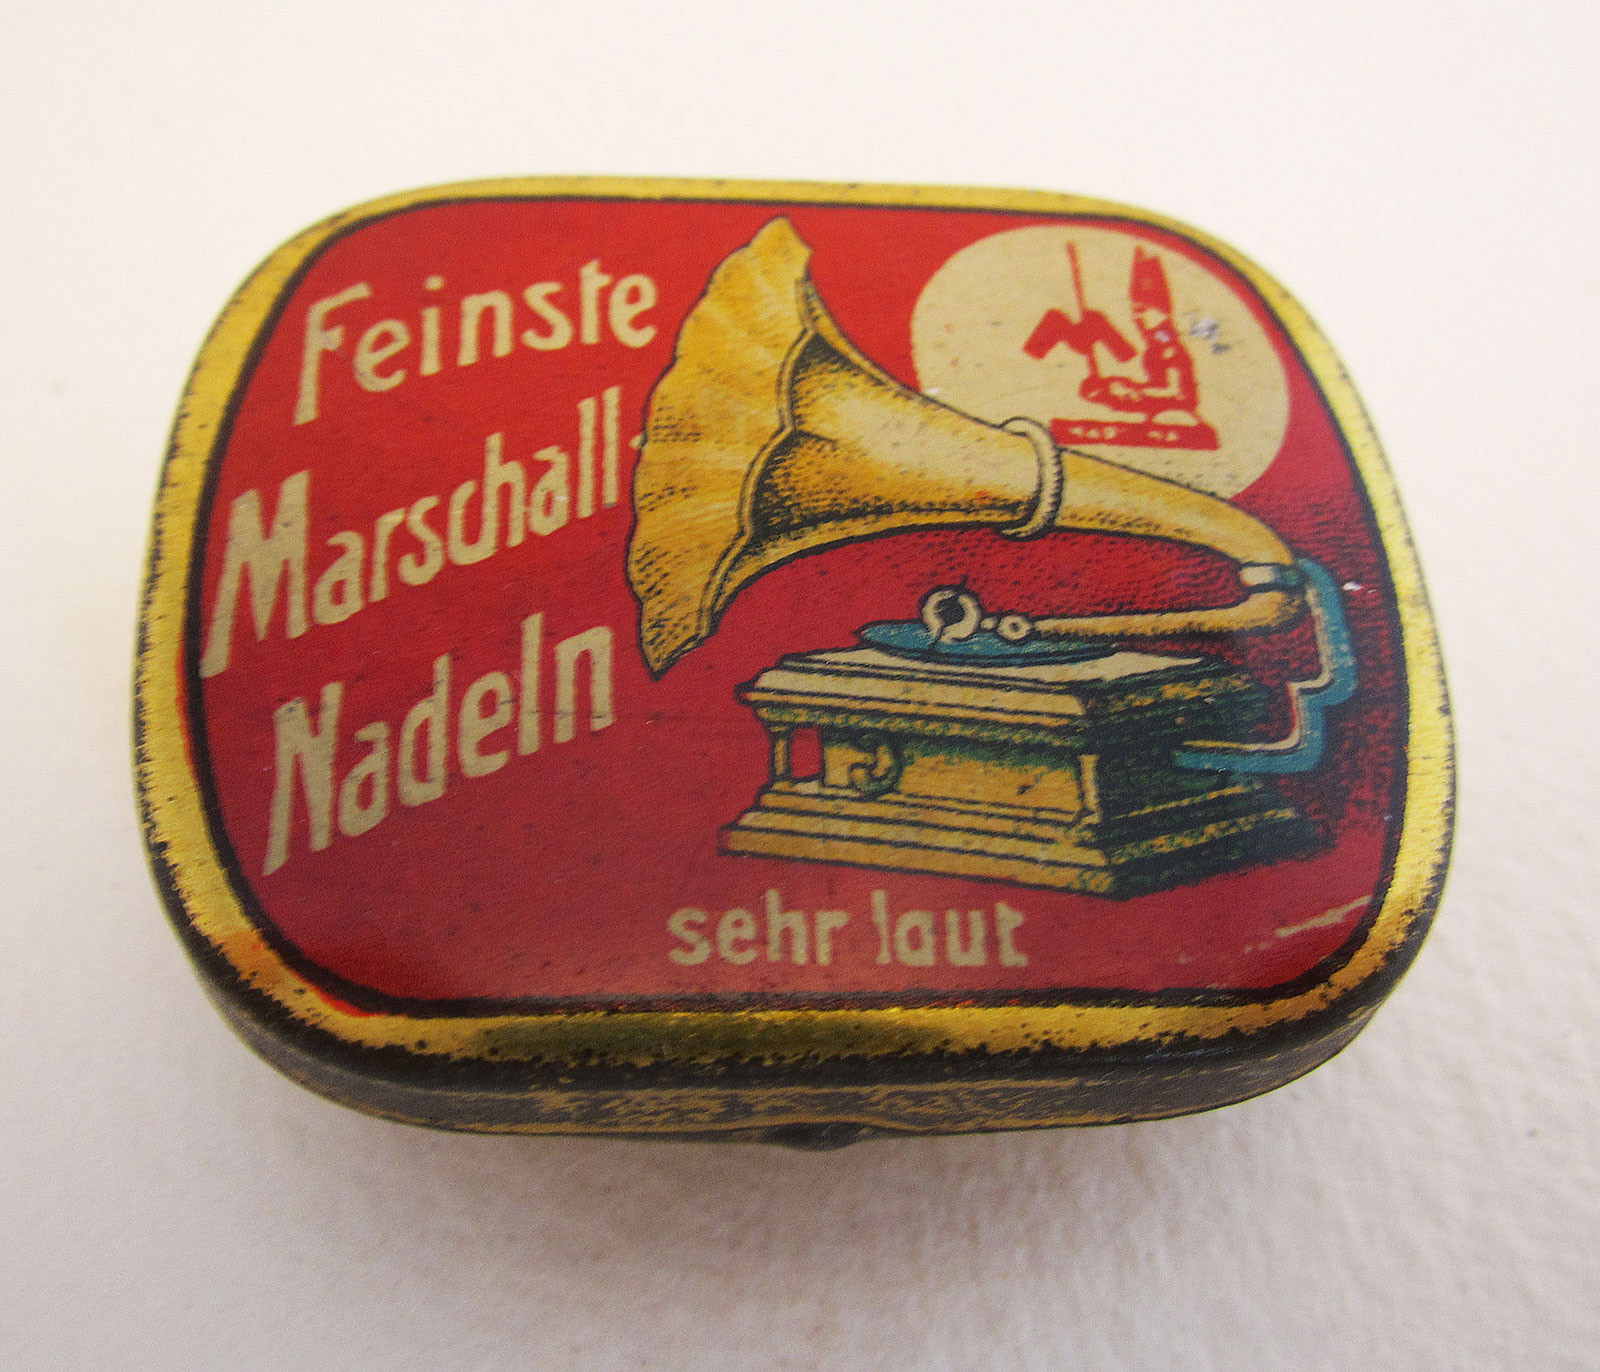 Feinste
Marschall-
Nadeln
sehr laut